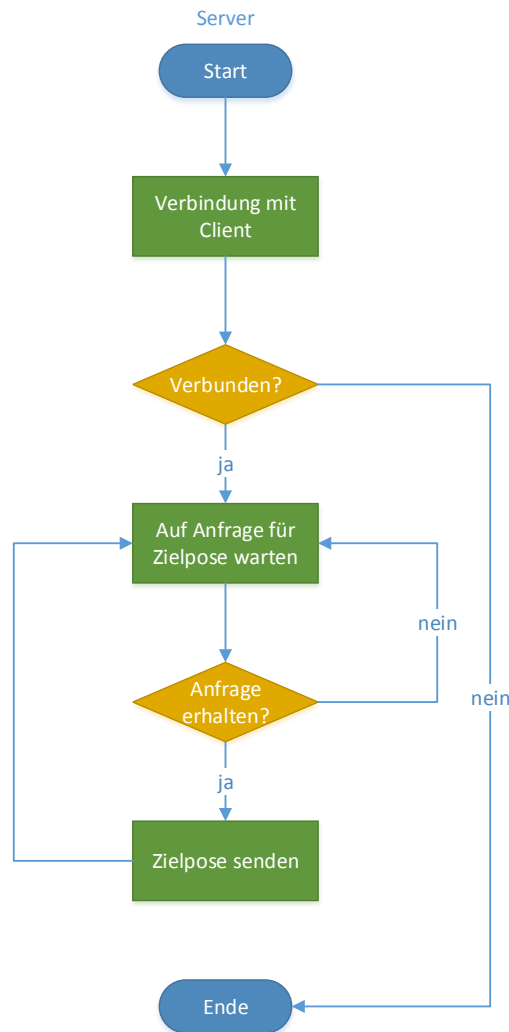 Server
Start
Verbindung mit
Client
Verbunden?
ja
Auf Anfrage für
Zielpose warten
nein
Anfrage
erhalten?
nein
ja
Zielpose senden
Ende